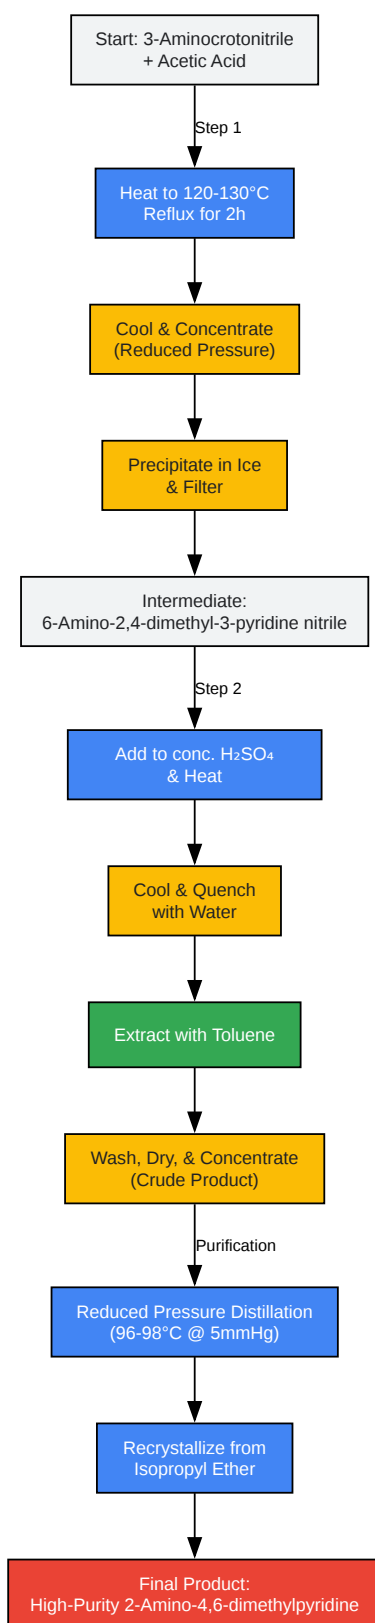 Start: 3-Aminocrotonitrile
+ Acetic Acid
Step 1
Heat to 120-130°C
Reflux for 2h
Cool & Concentrate
(Reduced Pressure)
Precipitate in Ice
& Filter
Intermediate:
6-Amino-2,4-dimethyl-3-pyridine nitrile
Step 2
Add to conc. H₂SO₄
& Heat
Cool & Quench
with Water
Extract with Toluene
Wash, Dry, & Concentrate
(Crude Product)
Purification
Reduced Pressure Distillation
(96-98°C @ 5mmHg)
Recrystallize from
Isopropyl Ether
Final Product:
High-Purity 2-Amino-4,6-dimethylpyridine